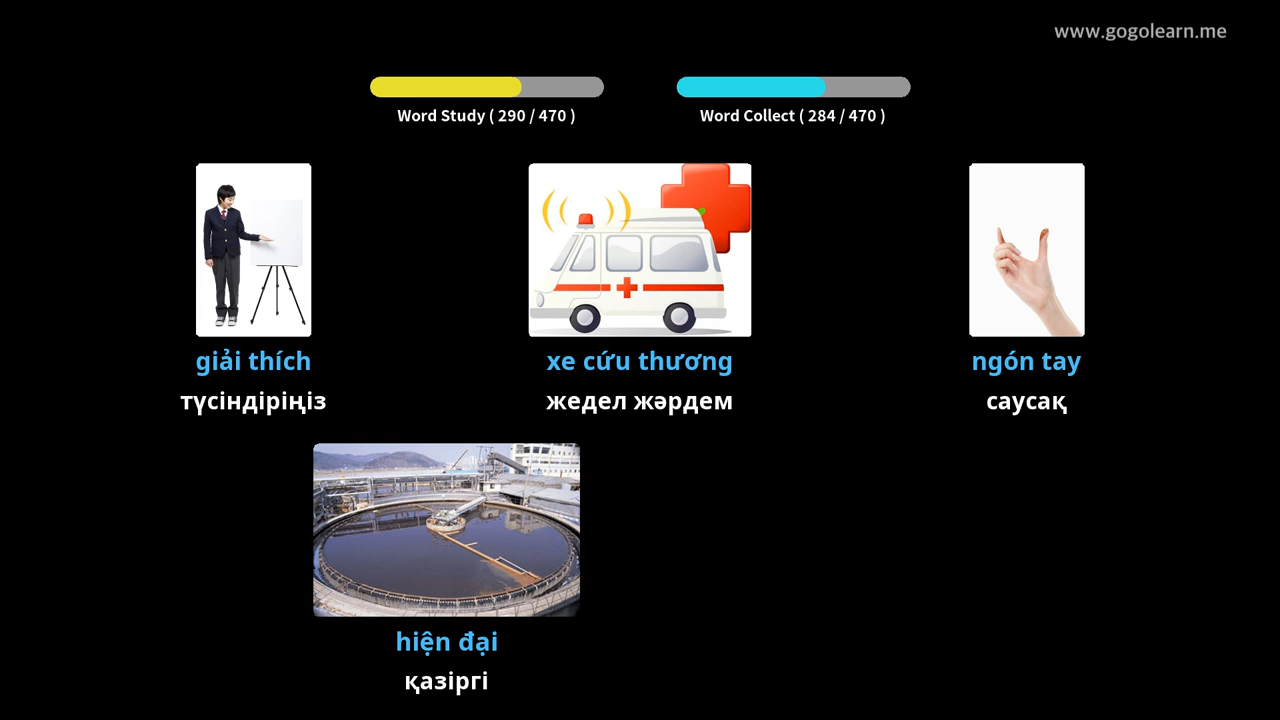 www.gogolearn.me
Word Study ( 290 / 470 )
Word Collect ( 284 / 470 )
giải thích
түсіндіріңіз
xe cứu thương
жедел жәрдем
ngón tay
саусақ
hiện đại
қазіргі